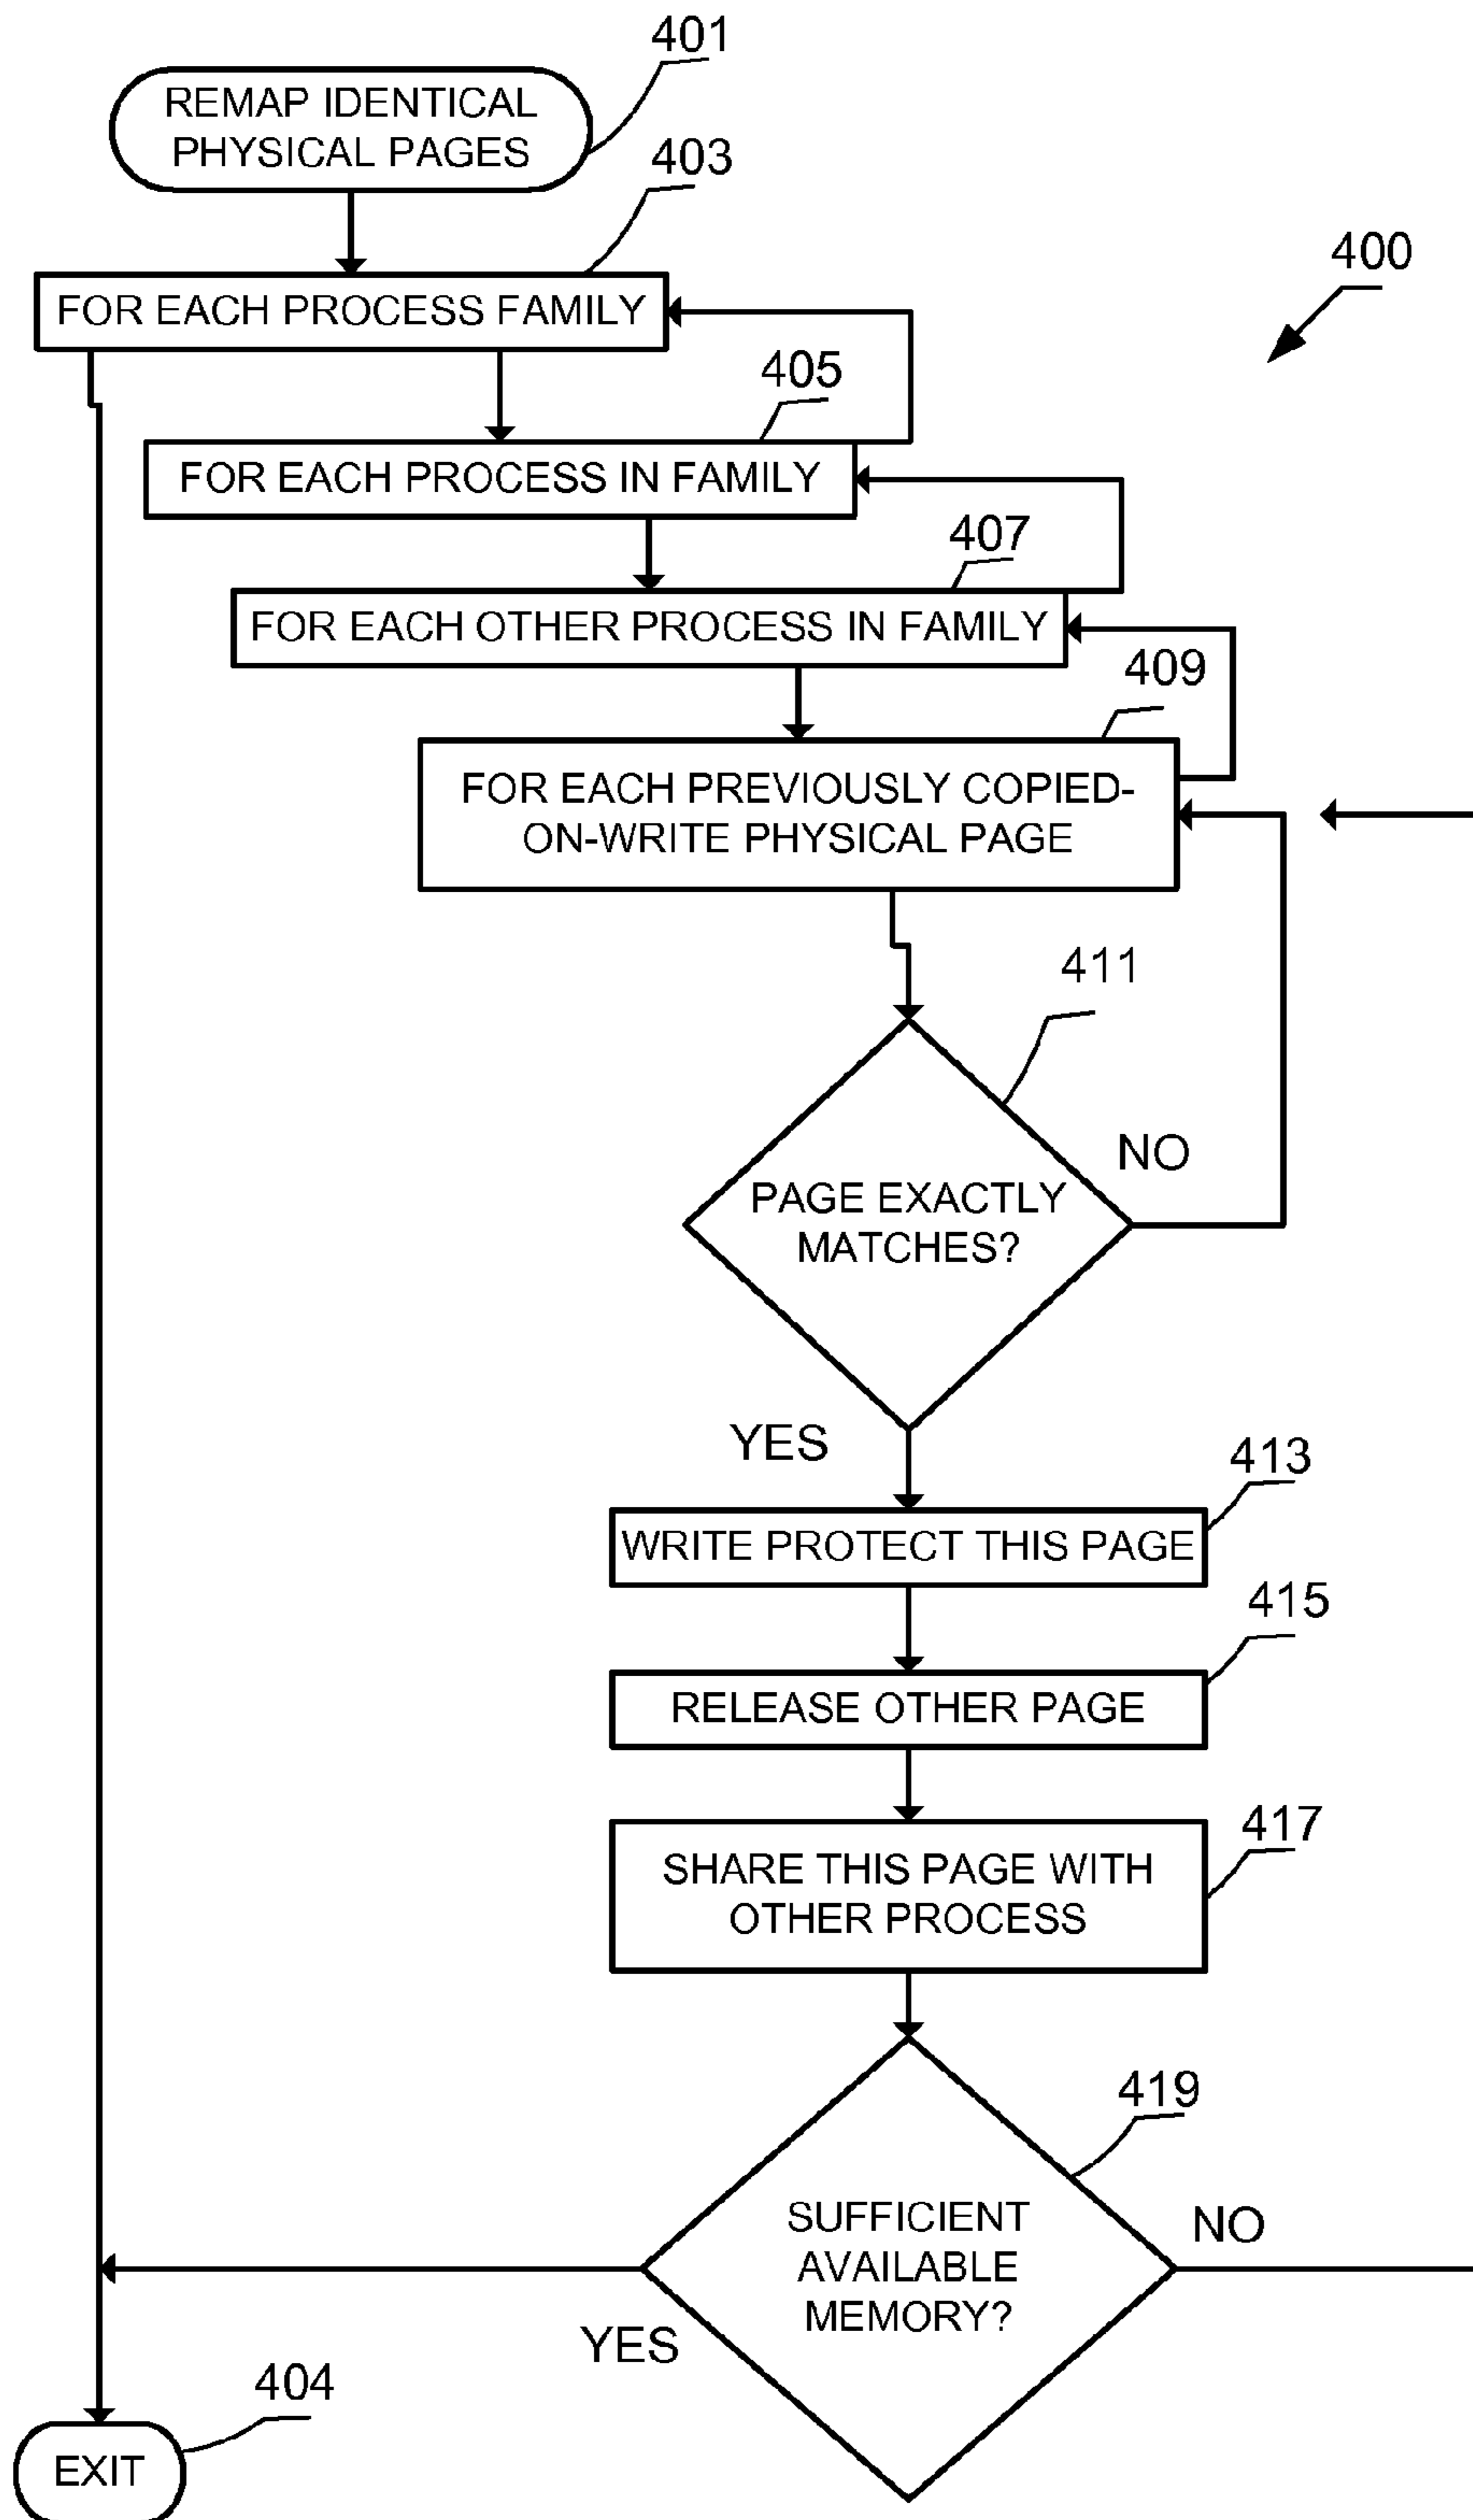 401
REMAP IDENTICAL
PHYSICAL PAGES
403
400
FOR EACH PROCESS FAMILY
405
FOR EACH PROCESS IN FAMILY
407
FOR EACH OTHER PROCESS IN FAMILY
409
FOR EACH PREVIOUSLY COPIED-
ON-WRITE PHYSICAL PAGE
411
NO
PAGE EXACTLY
MATCHES?
YES
413
WRITE PROTECT THIS PAGE
415
RELEASE OTHER PAGE
417
SHARE THIS PAGE WITH
OTHER PROCESS
419
NO
SUFFICIENT
AVAILABLE
MEMORY?
YES
404
EXIT